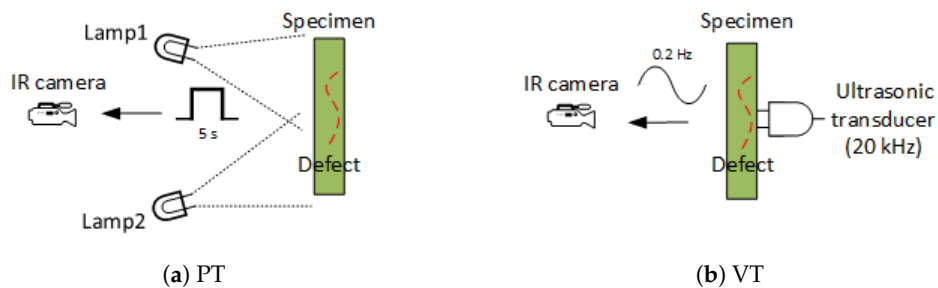 Lamp1
Specimen
IR camera
5 s
Defect
Lamp2
(a) PT
Specimen
0.2 Hz
IR camera
Ultrasonic
transducer
(20 kHz)
Defect
(b) VT